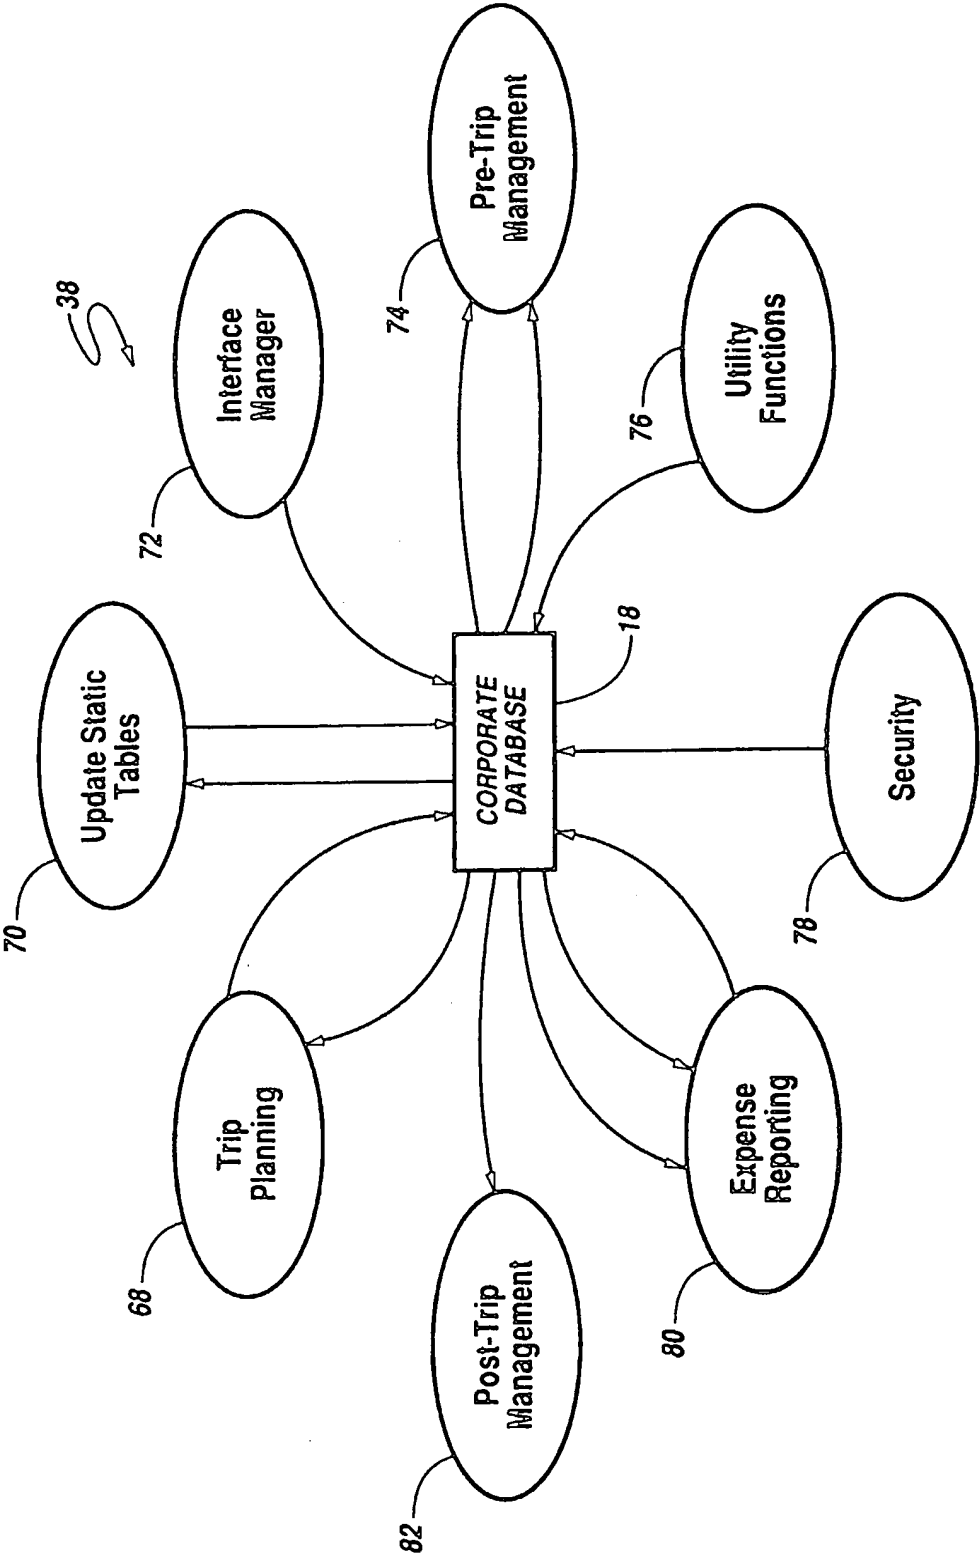 38
70
Update Static
Tables
72
Interface
Manager
68
Trip
Planning
74
Pre-Trip
Management
CORPORATE
DATABASE
18
82
Post-Trip
Management
76
Utility
Functions
80
Expense
Reporting
78
Security